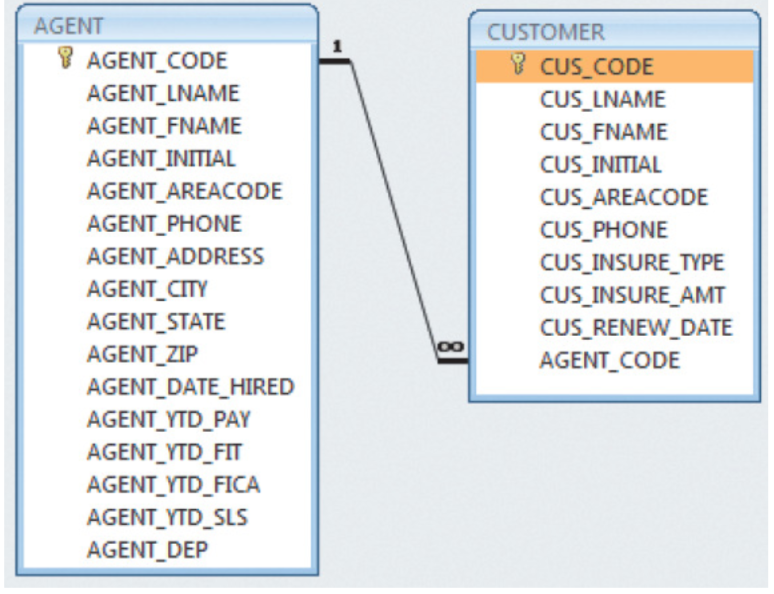 AGENT
AGENT_CODE
AGENT_LNAME
AGENT_FNAME
AGENT_INITIAL
AGENT_AREACODE
AGENT_PHONE
AGENT_ADDRESS
AGENT_CITY
AGENT_STATE
AGENT_ZIP
AGENT_DATE_HIRED
AGENT_YTD_PAY
AGENT_YTD_FIT
AGENT_YTD_FICA
AGENT_YTD_SLS
AGENT_DEP
1
∞
CUSTOMER
CUS_CODE
CUS_LNAME
CUS_FNAME
CUS_INITIAL
CUS_AREACODE
CUS_PHONE
CUS_INSURE_TYPE
CUS_INSURE_AMT
CUS_RENEW_DATE
AGENT_CODE